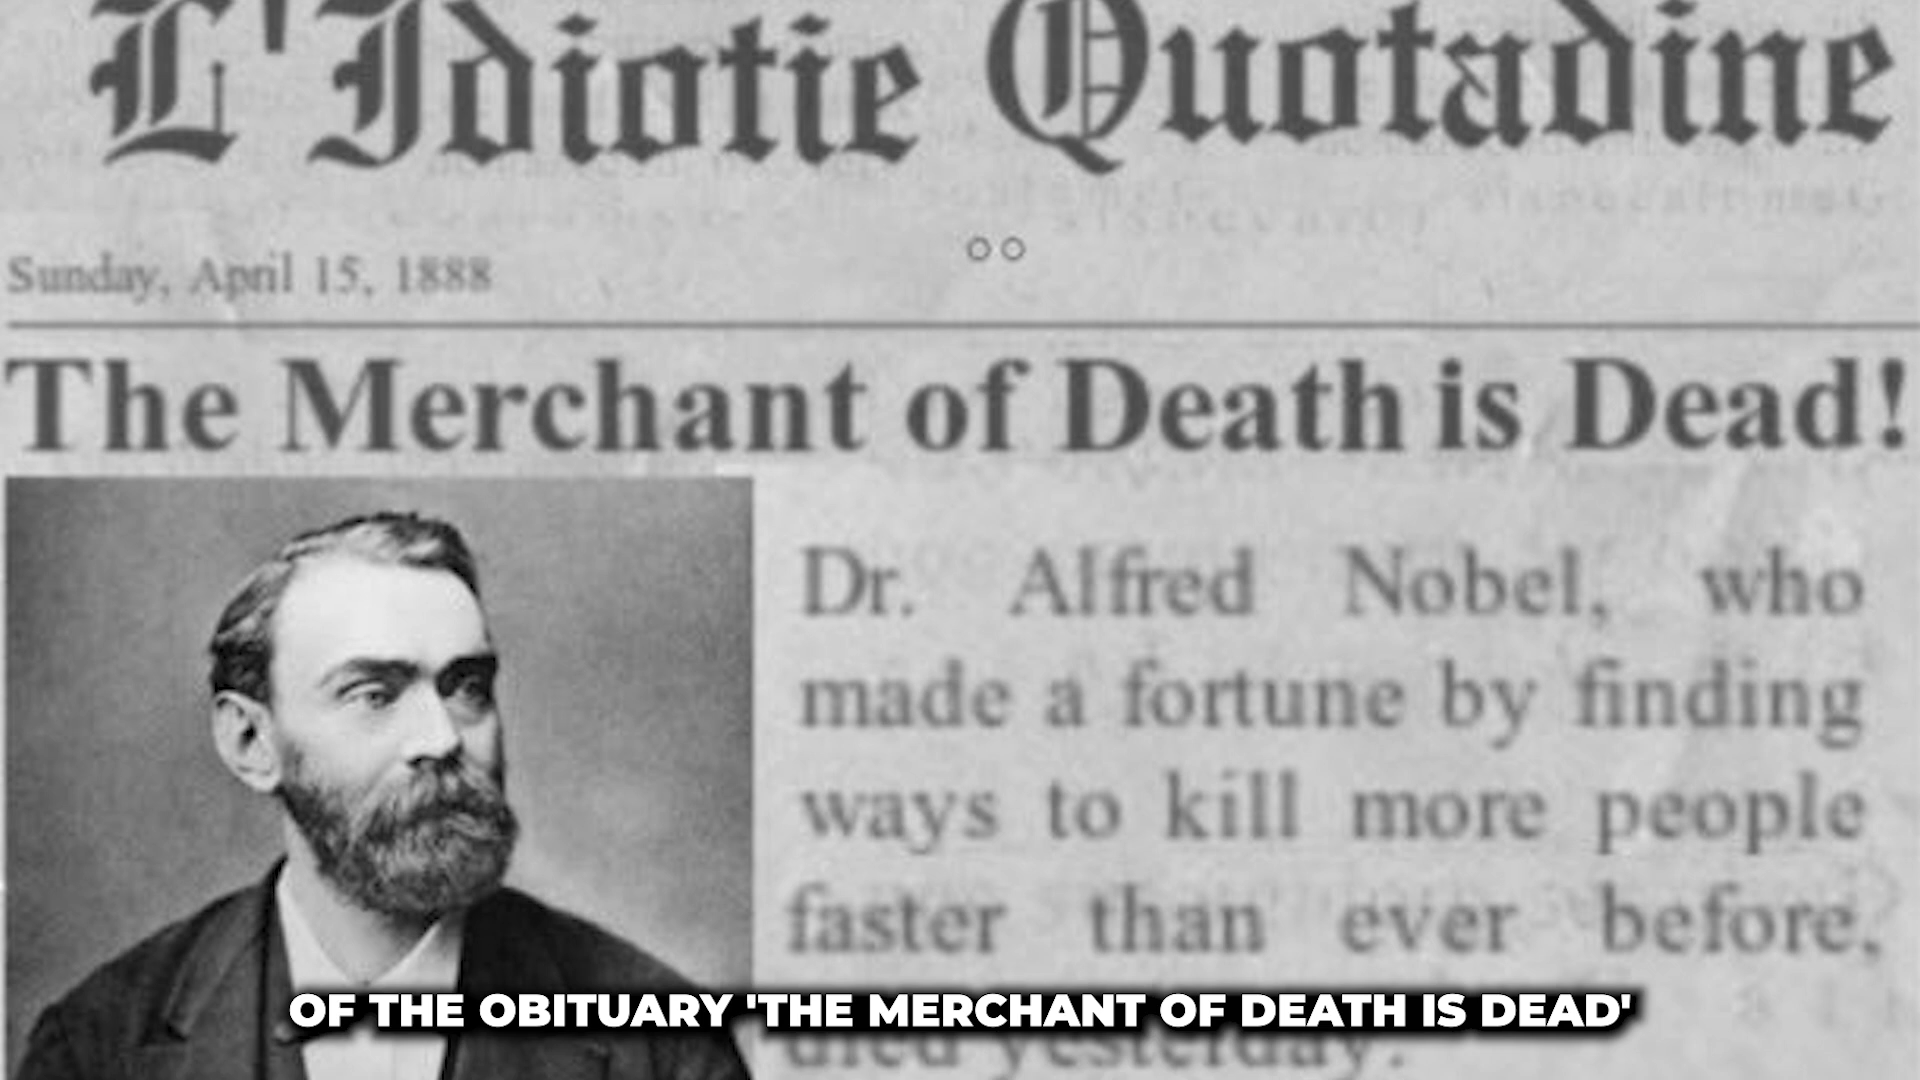 L'Idiotie Quotadine
Sunday, April 15, 1888
The Merchant of Death is Dead!
Dr. Alfred Nobel, who
made a fortune by finding
ways to kill more people
faster than ever before,
died yesterday.
OF THE OBITUARY 'THE MERCHANT OF DEATH IS DEAD'